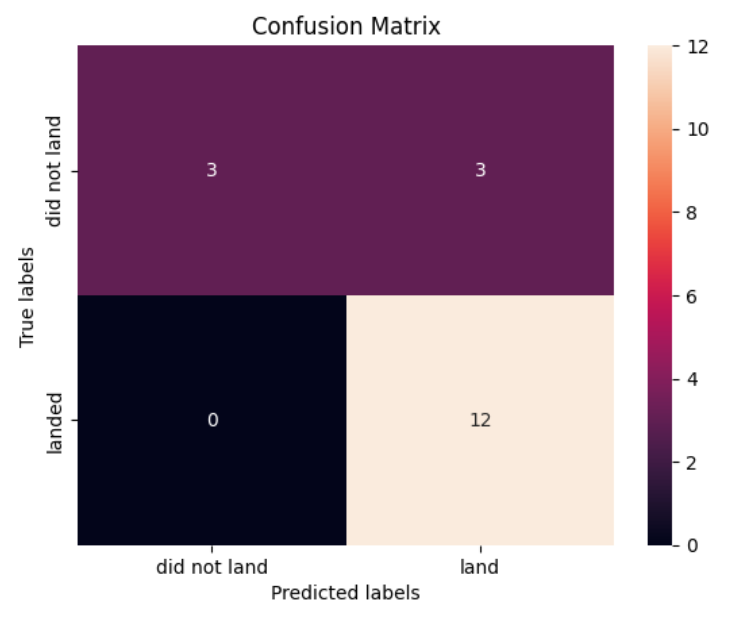 Confusion Matrix
True labels
did not land
landed
3
3
0
12
did not land
land
Predicted labels
12
10
8
6
4
2
0